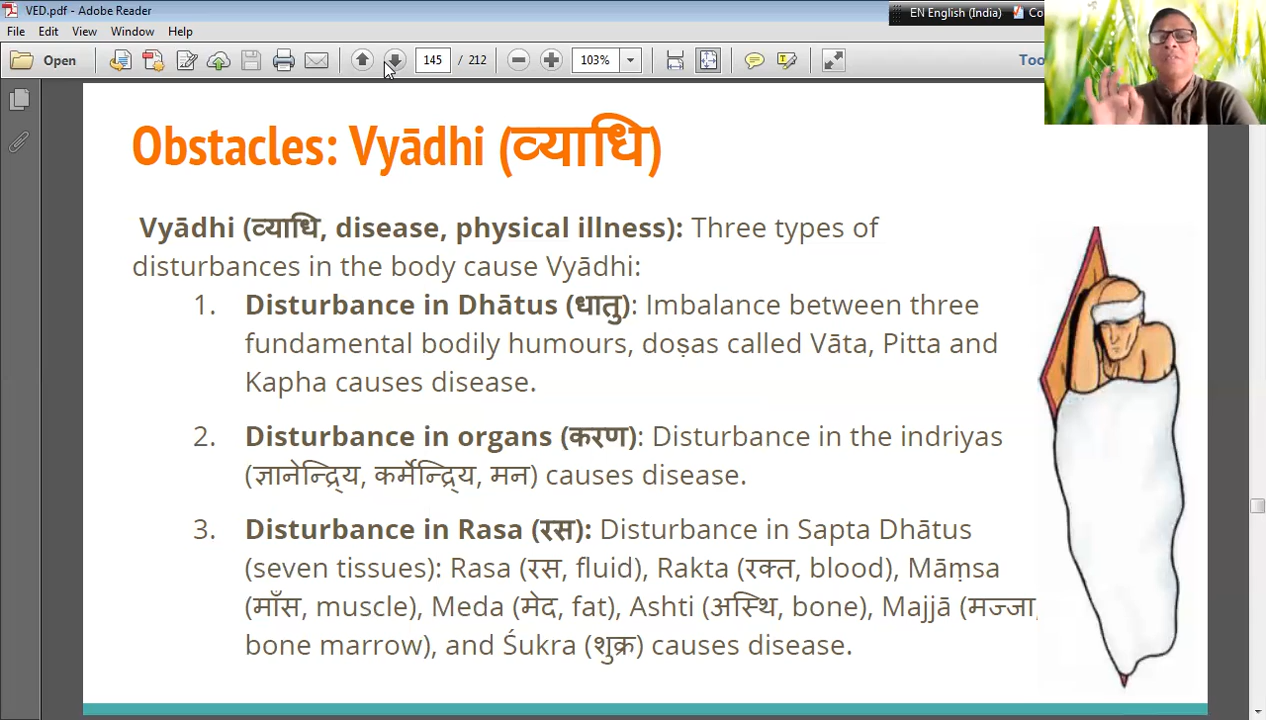 VED.pdf - Adobe Reader
EN English (India)
Co
File Edit View Window Help
Open 145 / 212 103% Too
Obstacles: Vyādhi (व्याधि)
Vyādhi (व्याधि, disease, physical illness): Three types of
disturbances in the body cause Vyādhi:
1. Disturbance in Dhātus (धातु): Imbalance between three
fundamental bodily humours, doṣas called Vāta, Pitta and
Kapha causes disease.
2. Disturbance in organs (करण): Disturbance in the indriyas
(ज्ञानेन्द्रिय, कर्मेन्द्रिय, मन) causes disease.
3. Disturbance in Rasa (रस): Disturbance in Sapta Dhātus
(seven tissues): Rasa (रस, fluid), Rakta (रक्त, blood), Māṃsa
(माँस, muscle), Meda (मेद, fat), Ashti (अस्थि, bone), Majjā (मज्जा,
bone marrow), and Śukra (शुक्र) causes disease.